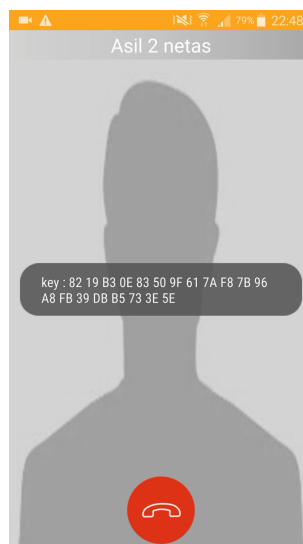 79% 22:48
Asil 2 netas
key : 82 19 B3 0E 83 50 9F 61 7A F8 7B 96
A8 FB 39 DB B5 73 3E 5E